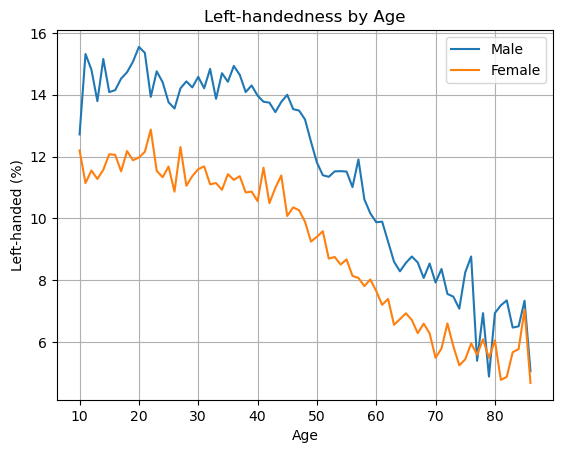 Left-handedness by Age
Left-handed (%)
16
14
12
10
8
6
Male
Female
10 20 30 40 50 60 70 80
Age